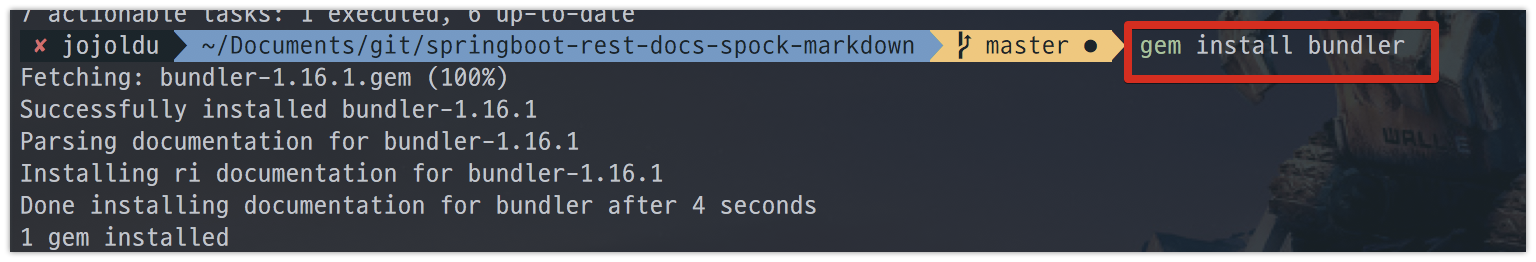 7 actionable tasks: 1 executed, 6 up-to-date
✘ jojoldu ~/Documents/git/springboot-rest-docs-spock-markdown master ● gem install bundler
Fetching: bundler-1.16.1.gem (100%)
Successfully installed bundler-1.16.1
Parsing documentation for bundler-1.16.1
Installing ri documentation for bundler-1.16.1
Done installing documentation for bundler after 4 seconds
1 gem installed
WALL·E